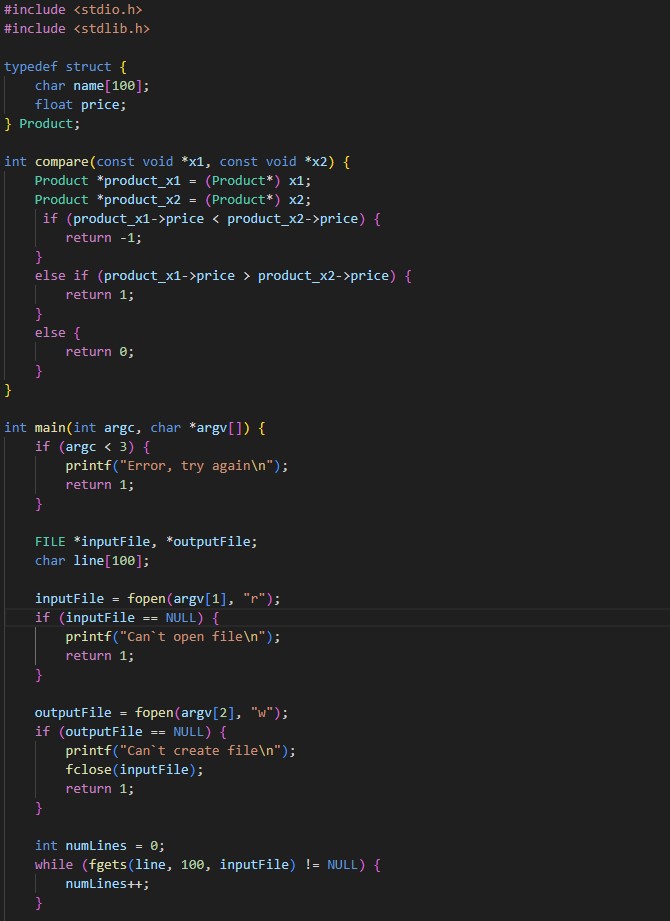 #include <stdio.h>
#include <stdlib.h>

typedef struct {
    char name[100];
    float price;
} Product;

int compare(const void *x1, const void *x2) {
    Product *product_x1 = (Product*) x1;
    Product *product_x2 = (Product*) x2;
     if (product_x1->price < product_x2->price) {
        return -1;
    }
    else if (product_x1->price > product_x2->price) {
        return 1;
    }
    else {
        return 0;
    }
}

int main(int argc, char *argv[]) {
    if (argc < 3) {
        printf("Error, try again\n");
        return 1;
    }

    FILE *inputFile, *outputFile;
    char line[100];

    inputFile = fopen(argv[1], "r");
    if (inputFile == NULL) {
        printf("Can`t open file\n");
        return 1;
    }

    outputFile = fopen(argv[2], "w");
    if (outputFile == NULL) {
        printf("Can`t create file\n");
        fclose(inputFile);
        return 1;
    }

    int numLines = 0;
    while (fgets(line, 100, inputFile) != NULL) {
        numLines++;
    }